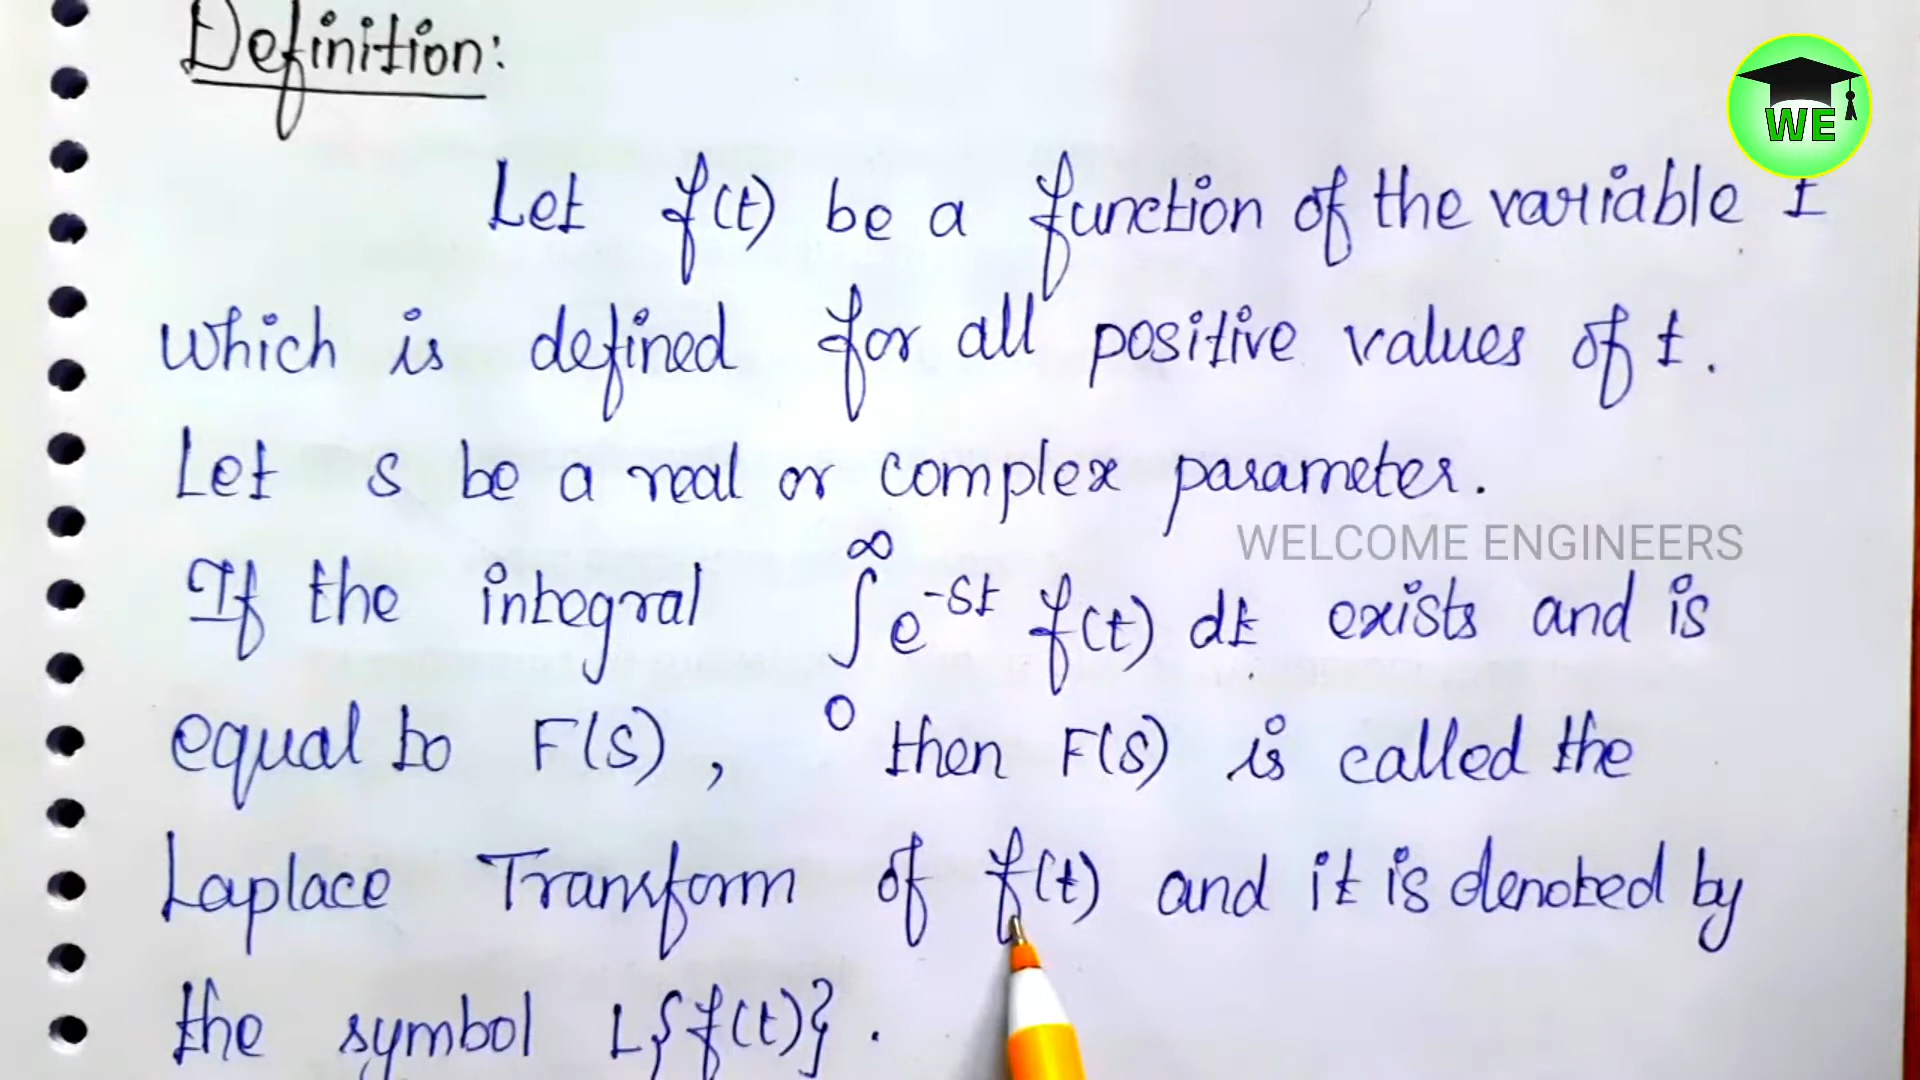 Definition:
WE
Let f(t) be a function of the variable t
which is defined for all positive values of t.
Let s be a real or complex parameter.
WELCOME ENGINEERS
If the integral ∫₀^∞ e^-st f(t) dt exists and is
equal to F(s), then F(s) is called the
Laplace Transform of f(t) and it is denoted by
the symbol L{f(t)}.